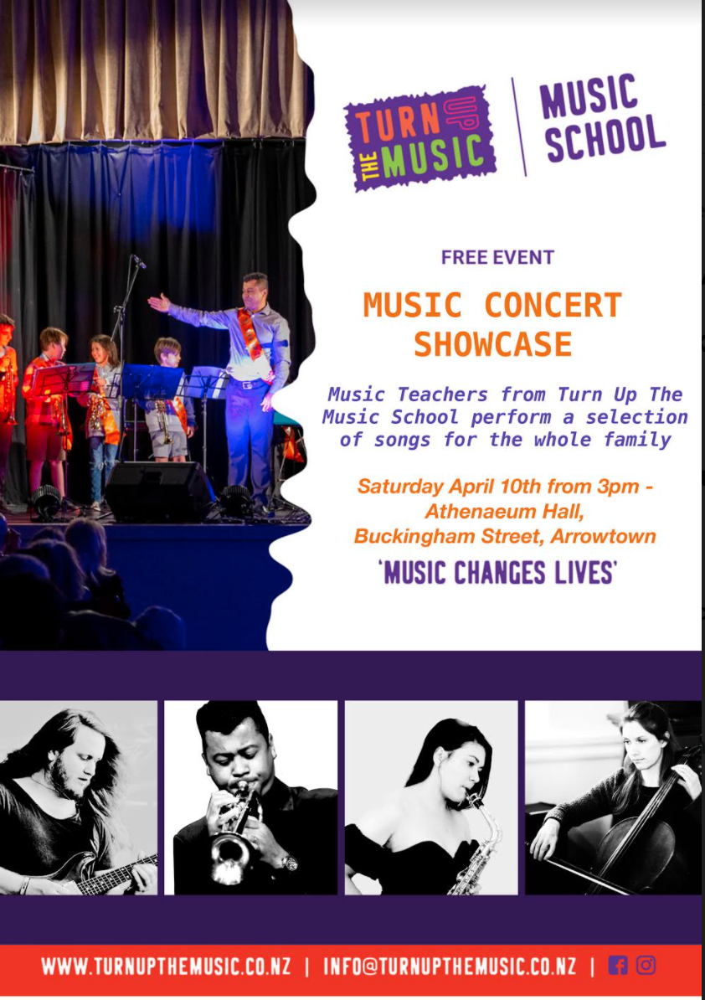 TURN UP
THE MUSIC
MUSIC
SCHOOL
FREE EVENT
MUSIC CONCERT
SHOWCASE
Music Teachers from Turn Up The
Music School perform a selection
of songs for the whole family
Saturday April 10th from 3pm -
Athenaeum Hall,
Buckingham Street, Arrowtown
‘MUSIC CHANGES LIVES’
WWW.TURNUPTHEMUSIC.CO.NZ | INFO@TURNUPTHEMUSIC.CO.NZ |